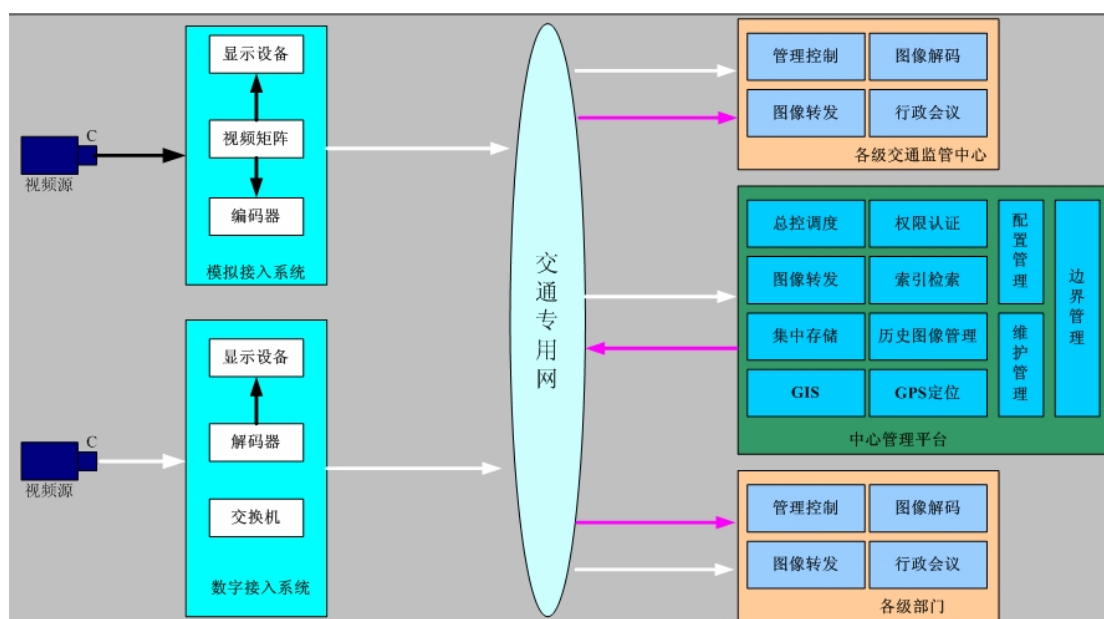 C
视频源
显示设备
视频矩阵
编码器
模拟接入系统
C
视频源
显示设备
解码器
交换机
数字接入系统
交通专用网
管理控制
图像解码
图像转发
行政会议
各级交通监管中心
总控调度
权限认证
图像转发
索引检索
集中存储
历史图像管理
GIS
GPS定位
配置管理
维护管理
边界管理
中心管理平台
管理控制
图像解码
图像转发
行政会议
各级部门